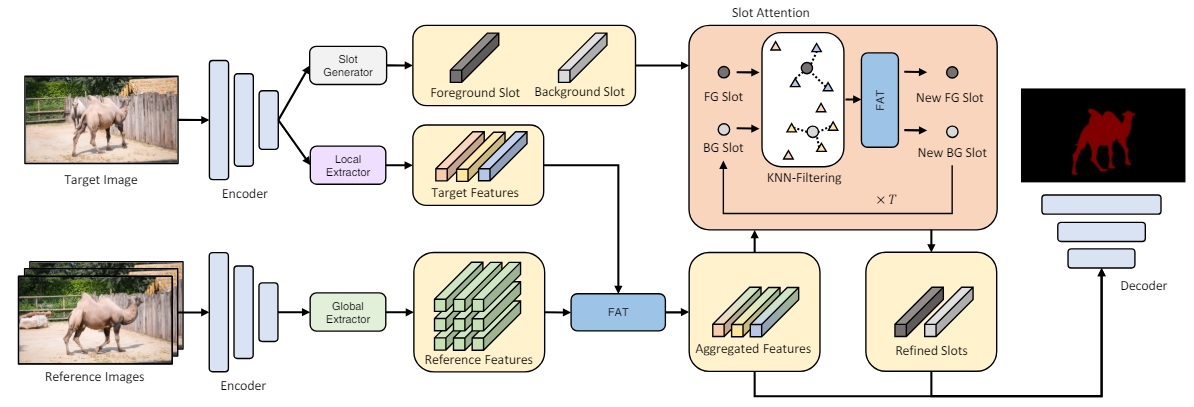 Slot Attention
Slot
Generator
Foreground Slot
Background Slot
FG Slot
BG Slot
KNN-Filtering
FAT
New FG Slot
New BG Slot
× T
Target Image
Encoder
Local
Extractor
Target Features
Reference Images
Encoder
Global
Extractor
Reference Features
FAT
Aggregated Features
Refined Slots
Decoder